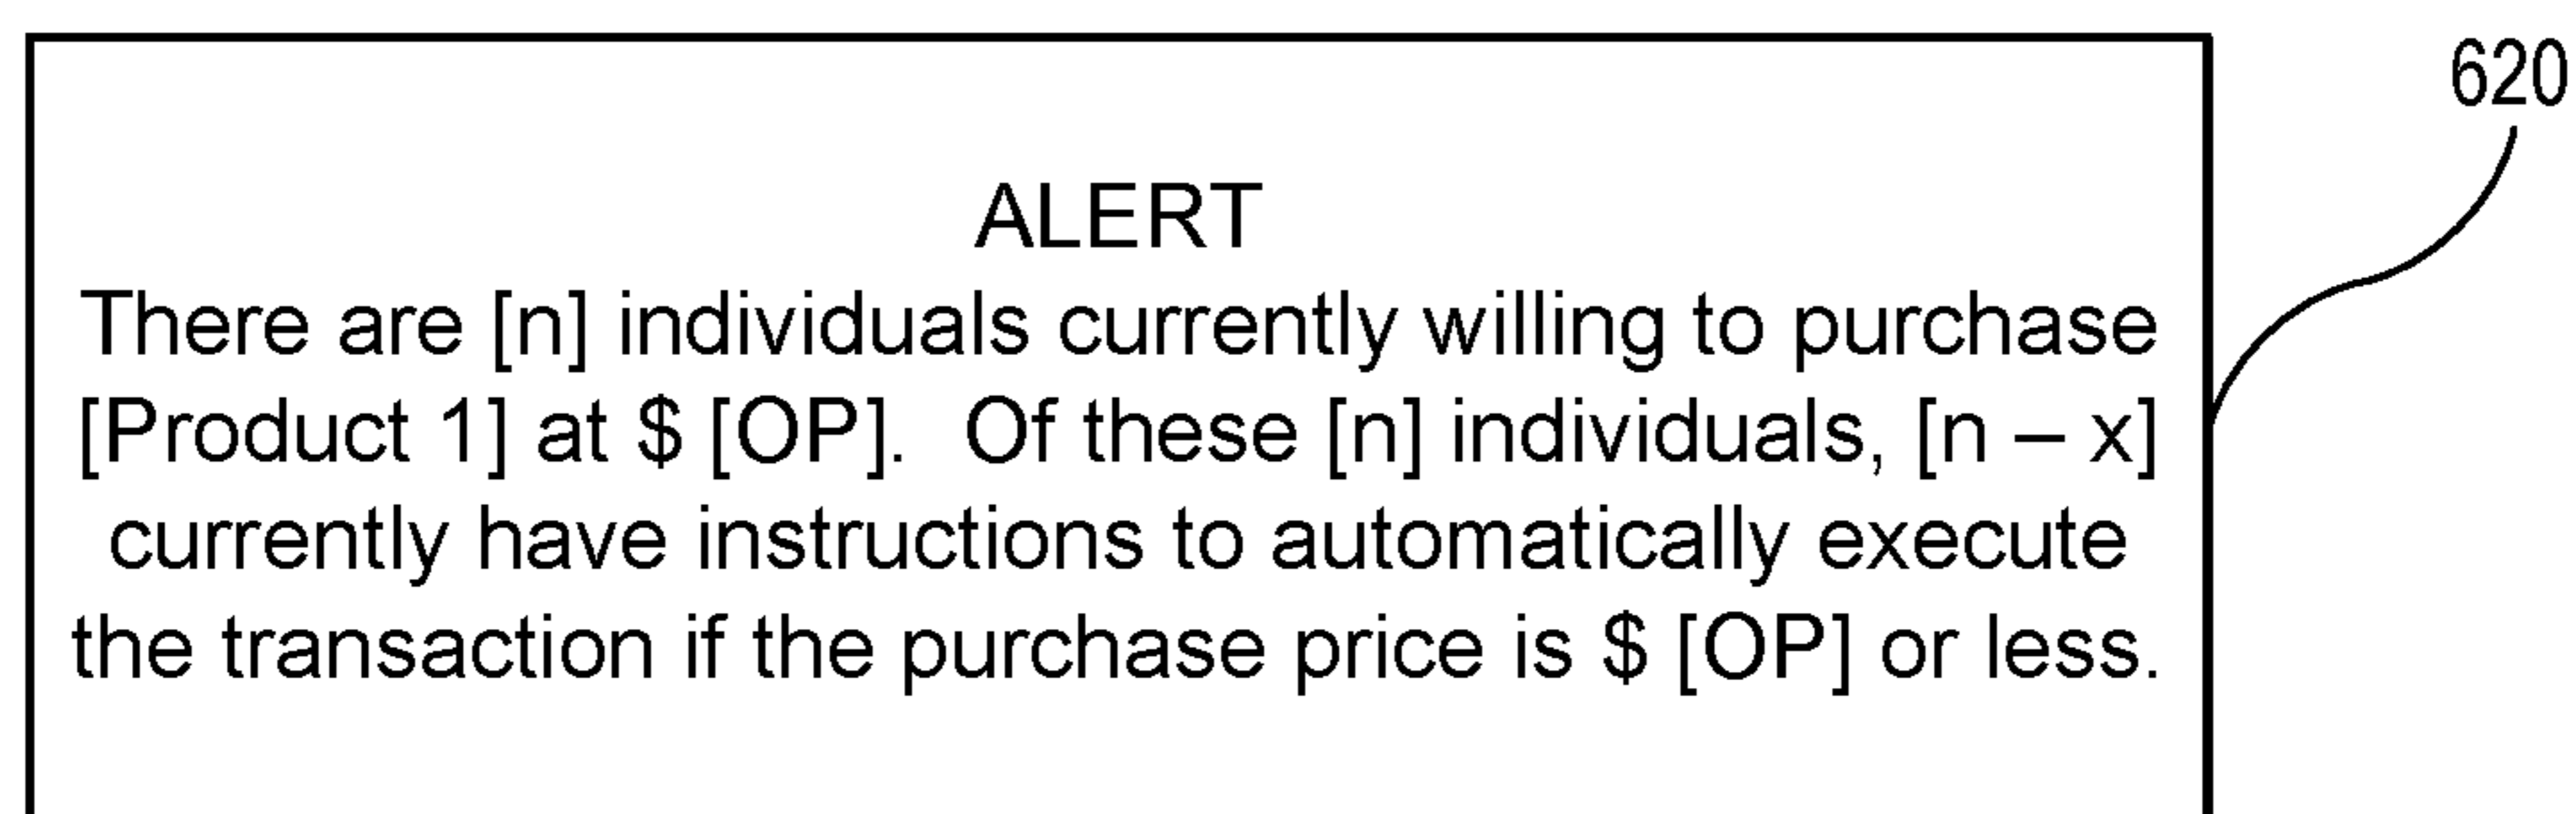 620
ALERT
There are [n] individuals currently willing to purchase
[Product 1] at $ [OP].  Of these [n] individuals, [n – x]
currently have instructions to automatically execute
the transaction if the purchase price is $ [OP] or less.